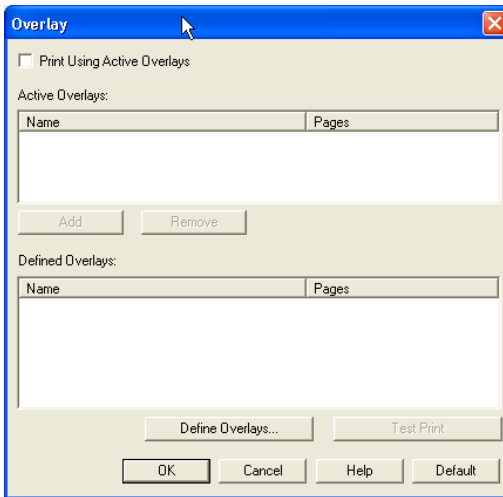 Overlay
Print Using Active Overlays
Active Overlays:
Name Pages
Add Remove
Defined Overlays:
Name Pages
Define Overlays... Test Print
OK Cancel Help Default